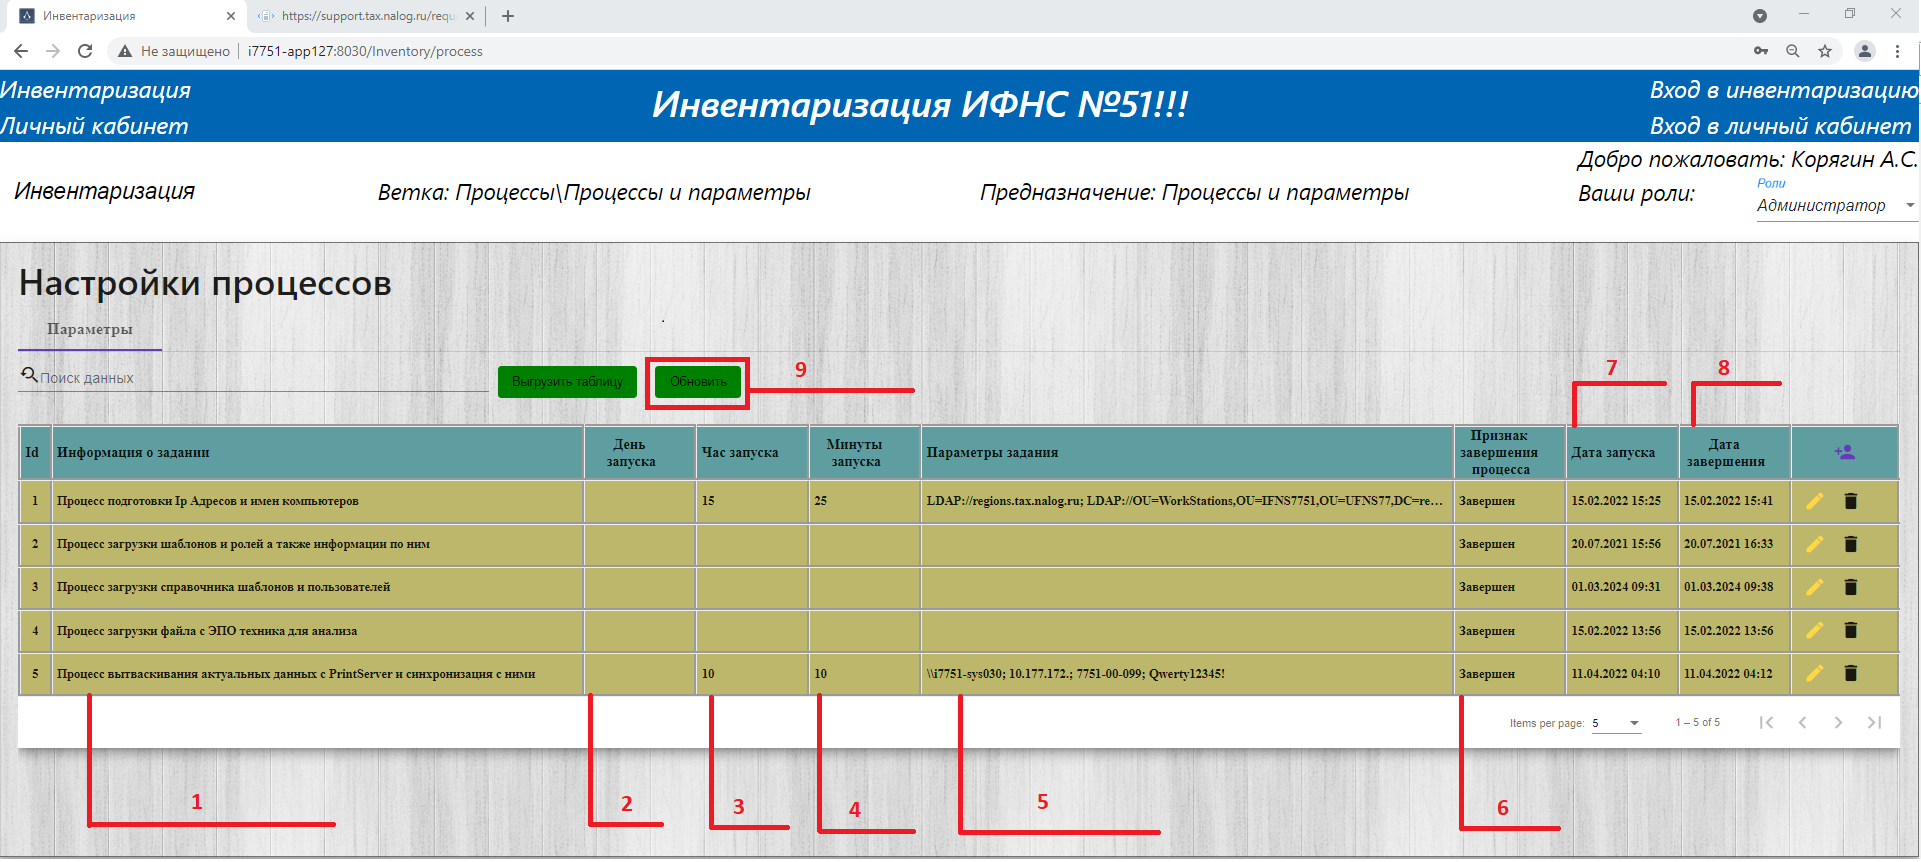 Инвентаризация
https://support.tax.nalog.ru/requ
Не защищено
i7751-app127:8030/Inventory/process
Инвентаризация
Личный кабинет
Инвентаризация ИФНС №51!!!
Вход в инвентаризацию
Вход в личный кабинет
Добро пожаловать: Корягин А.С.
Инвентаризация
Ветка: Процессы\Процессы и параметры
Предназначение: Процессы и параметры
Ваши роли:
Роли
Администратор
Настройки процессов
Параметры
.
Поиск данных
Выгрузить таблицу
Обновить
9
7
8
Id
Информация о задании
День запуска
Час запуска
Минуты запуска
Параметры задания
Признак завершения процесса
Дата запуска
Дата завершения
1 Процесс подготовки Ip Адресов и имен компьютеров 15 25 LDAP://regions.tax.nalog.ru; LDAP://OU=WorkStations,OU=IFNS7751,OU=UFNS77,DC=re... Завершен 15.02.2022 15:25 15.02.2022 15:41
2 Процесс загрузки шаблонов и ролей а также информации по ним Завершен 20.07.2021 15:56 20.07.2021 16:33
3 Процесс загрузки справочника шаблонов и пользователей Завершен 01.03.2024 09:31 01.03.2024 09:38
4 Процесс загрузки файла с ЭПО техника для анализа Завершен 15.02.2022 13:56 15.02.2022 13:56
5 Процесс вытваскивания актуальных данных с PrintServer и синхронизация с ними 10 10 \\i7751-sys030; 10.177.172.; 7751-00-099; Qwerty12345! Завершен 11.04.2022 04:10 11.04.2022 04:12
Items per page: 5
1 – 5 of 5
1
2
3
4
5
6